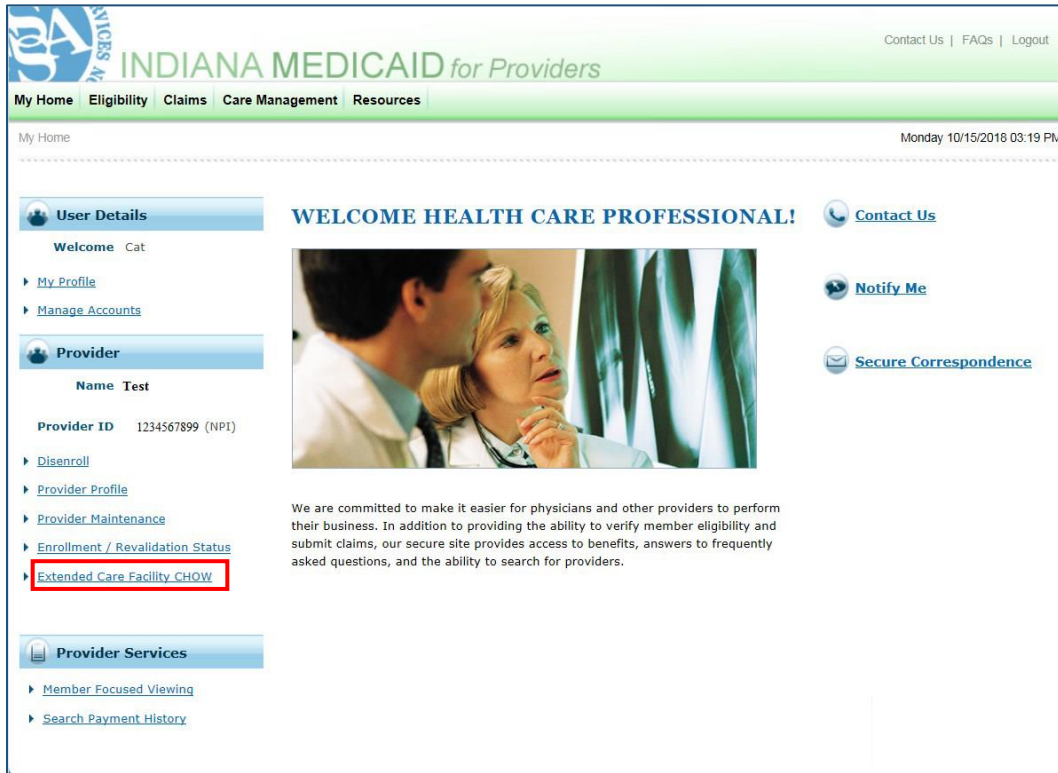 SERVICES
Contact Us | FAQs | Logout
INDIANA MEDICAID for Providers
My Home Eligibility Claims Care Management Resources
My Home
Monday 10/15/2018 03:19 PM
User Details
Welcome Cat
My Profile
Manage Accounts
Provider
Name Test
Provider ID 1234567899 (NPI)
Disenroll
Provider Profile
Provider Maintenance
Enrollment / Revalidation Status
Extended Care Facility CHOW
Provider Services
Member Focused Viewing
Search Payment History
WELCOME HEALTH CARE PROFESSIONAL!
We are committed to make it easier for physicians and other providers to perform
their business. In addition to providing the ability to verify member eligibility and
submit claims, our secure site provides access to benefits, answers to frequently
asked questions, and the ability to search for providers.
Contact Us
Notify Me
Secure Correspondence